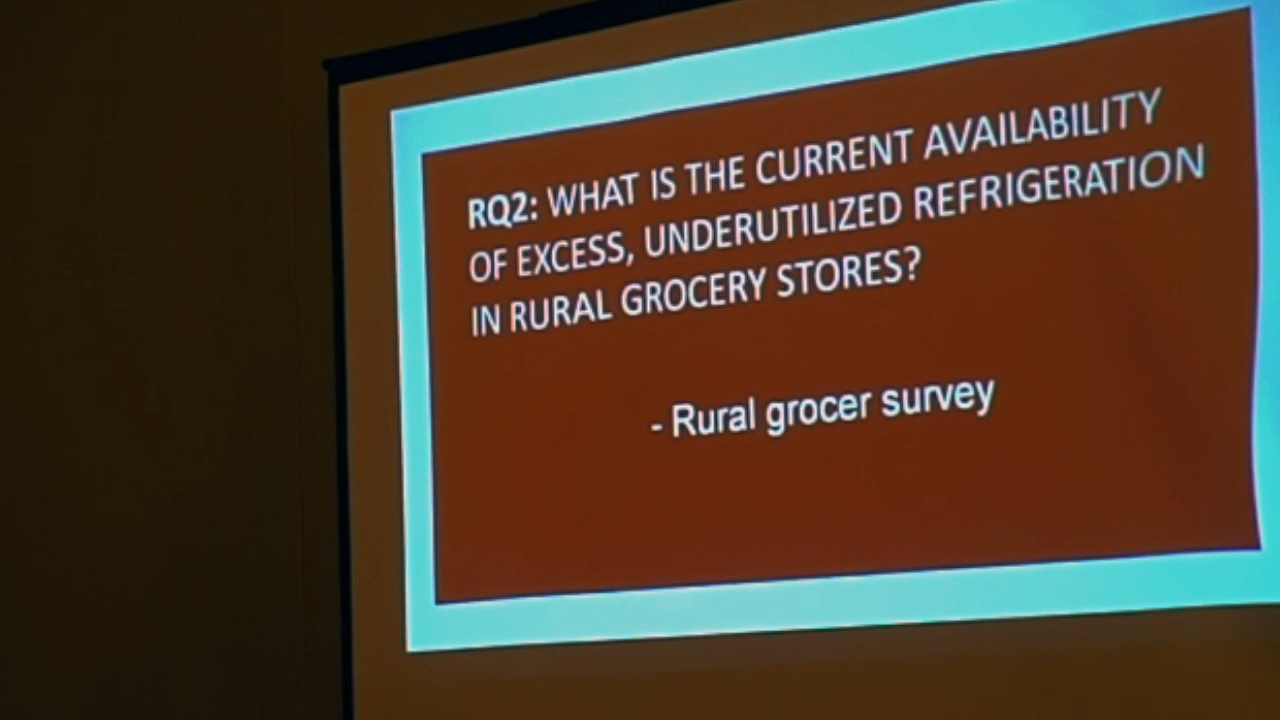 RQ2: WHAT IS THE CURRENT AVAILABILITY
OF EXCESS, UNDERUTILIZED REFRIGERATION
IN RURAL GROCERY STORES?
- Rural grocer survey